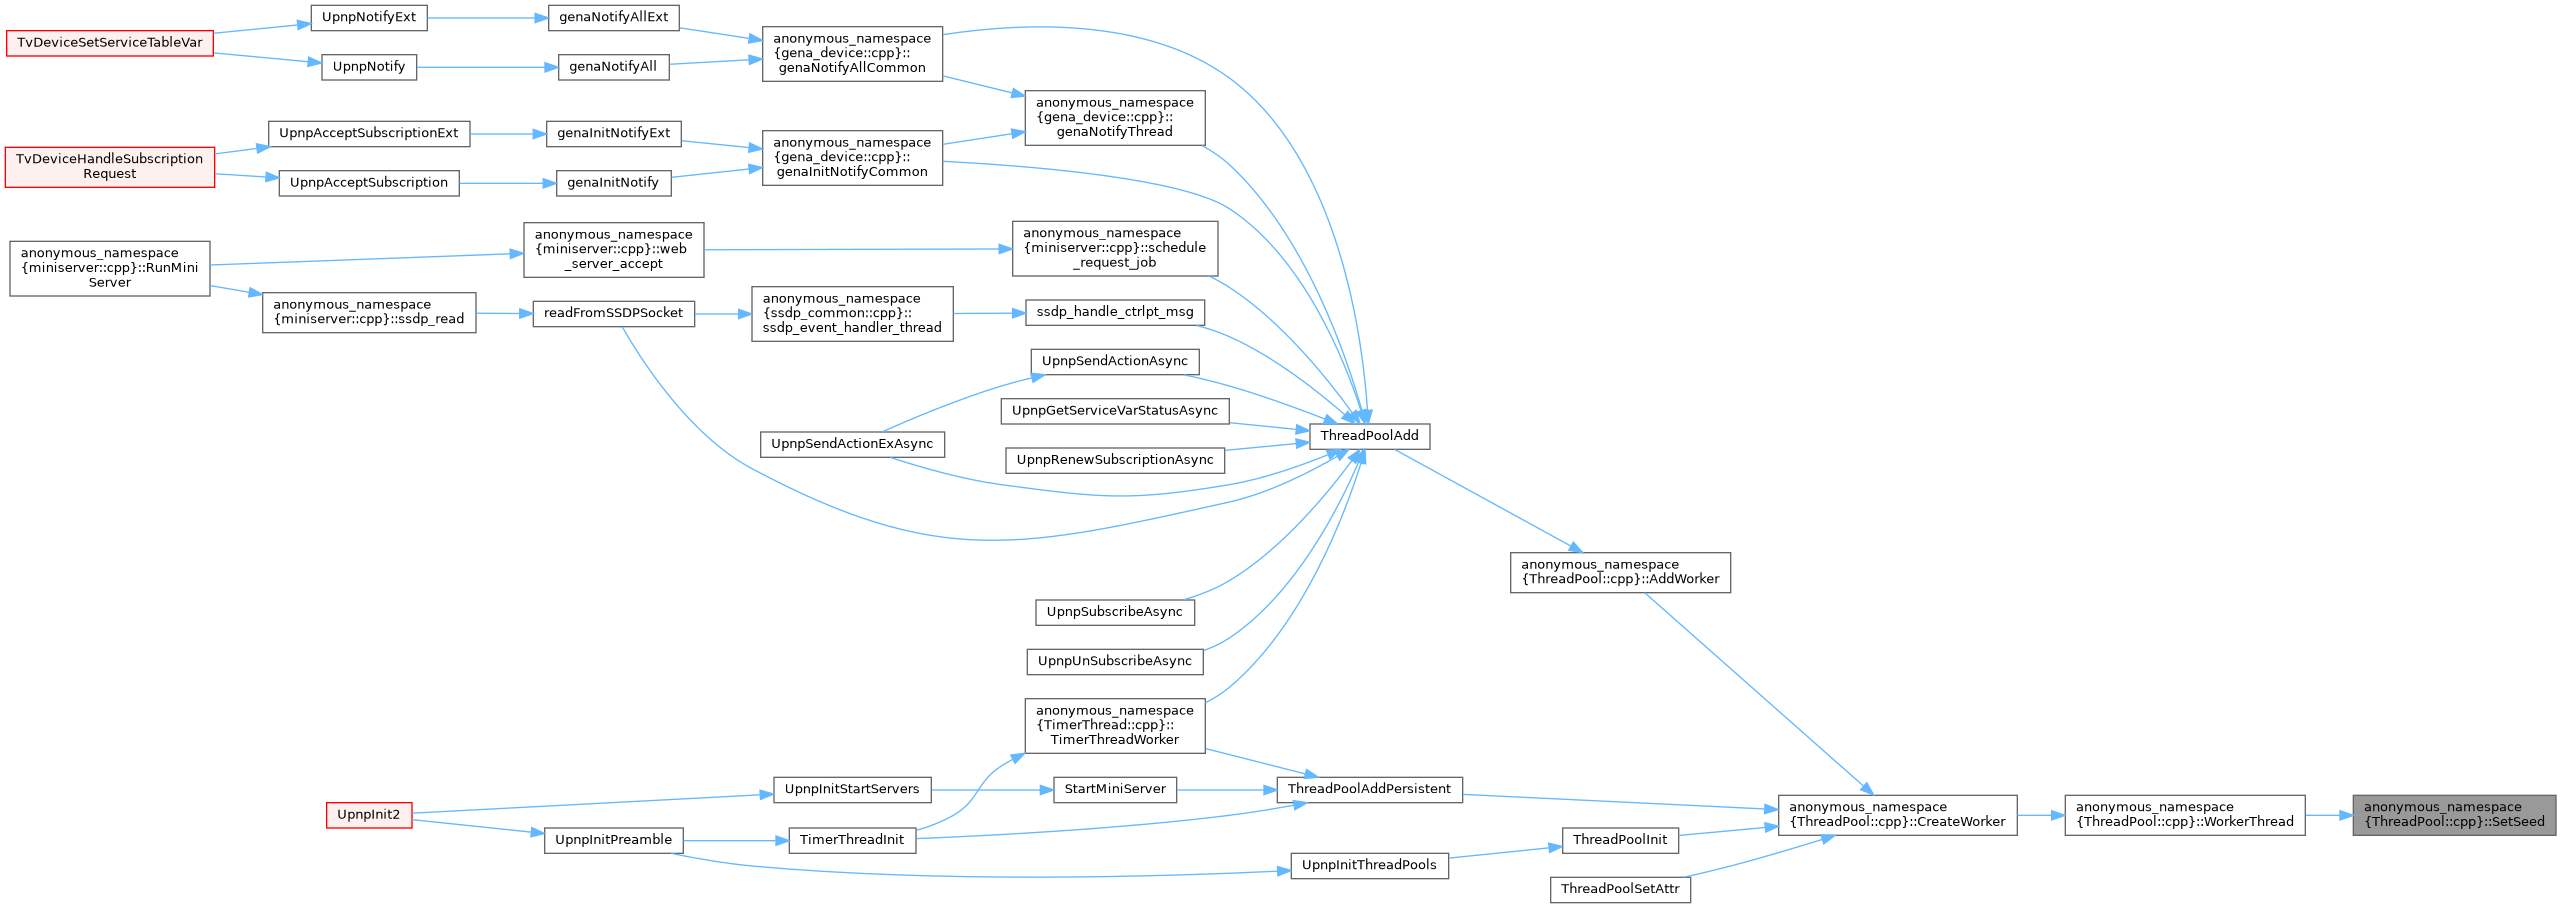 UpnpNotifyExt
genaNotifyAllExt
TvDeviceSetServiceTableVar
anonymous_namespace
{gena_device::cpp}::
genaNotifyAllCommon
UpnpNotify
genaNotifyAll
anonymous_namespace
{gena_device::cpp}::
genaNotifyThread
UpnpAcceptSubscriptionExt
genaInitNotifyExt
TvDeviceHandleSubscription
Request
anonymous_namespace
{gena_device::cpp}::
genaInitNotifyCommon
UpnpAcceptSubscription
genaInitNotify
anonymous_namespace
{miniserver::cpp}::RunMini
Server
anonymous_namespace
{miniserver::cpp}::web
_server_accept
anonymous_namespace
{miniserver::cpp}::schedule
_request_job
anonymous_namespace
{miniserver::cpp}::ssdp_read
readFromSSDPSocket
anonymous_namespace
{ssdp_common::cpp}::
ssdp_event_handler_thread
ssdp_handle_ctrlpt_msg
UpnpSendActionAsync
UpnpGetServiceVarStatusAsync
UpnpSendActionExAsync
ThreadPoolAdd
UpnpRenewSubscriptionAsync
anonymous_namespace
{ThreadPool::cpp}::AddWorker
UpnpSubscribeAsync
UpnpUnSubscribeAsync
anonymous_namespace
{TimerThread::cpp}::
TimerThreadWorker
UpnpInitStartServers
StartMiniServer
ThreadPoolAddPersistent
UpnpInit2
anonymous_namespace
{ThreadPool::cpp}::CreateWorker
anonymous_namespace
{ThreadPool::cpp}::WorkerThread
anonymous_namespace
{ThreadPool::cpp}::SetSeed
UpnpInitPreamble
TimerThreadInit
ThreadPoolInit
UpnpInitThreadPools
ThreadPoolSetAttr